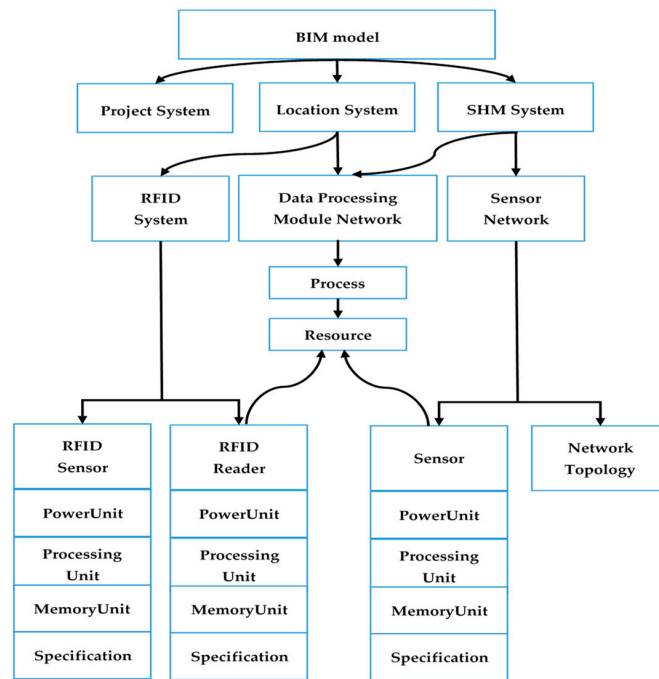 BIM model
Project System
Location System
SHM System
RFID
System
Data Processing
Module Network
Sensor
Network
Process
Resource
RFID
Sensor
PowerUnit
Processing
Unit
MemoryUnit
Specification
RFID
Reader
PowerUnit
Processing
Unit
MemoryUnit
Specification
Sensor
PowerUnit
Processing
Unit
MemoryUnit
Specification
Network
Topology